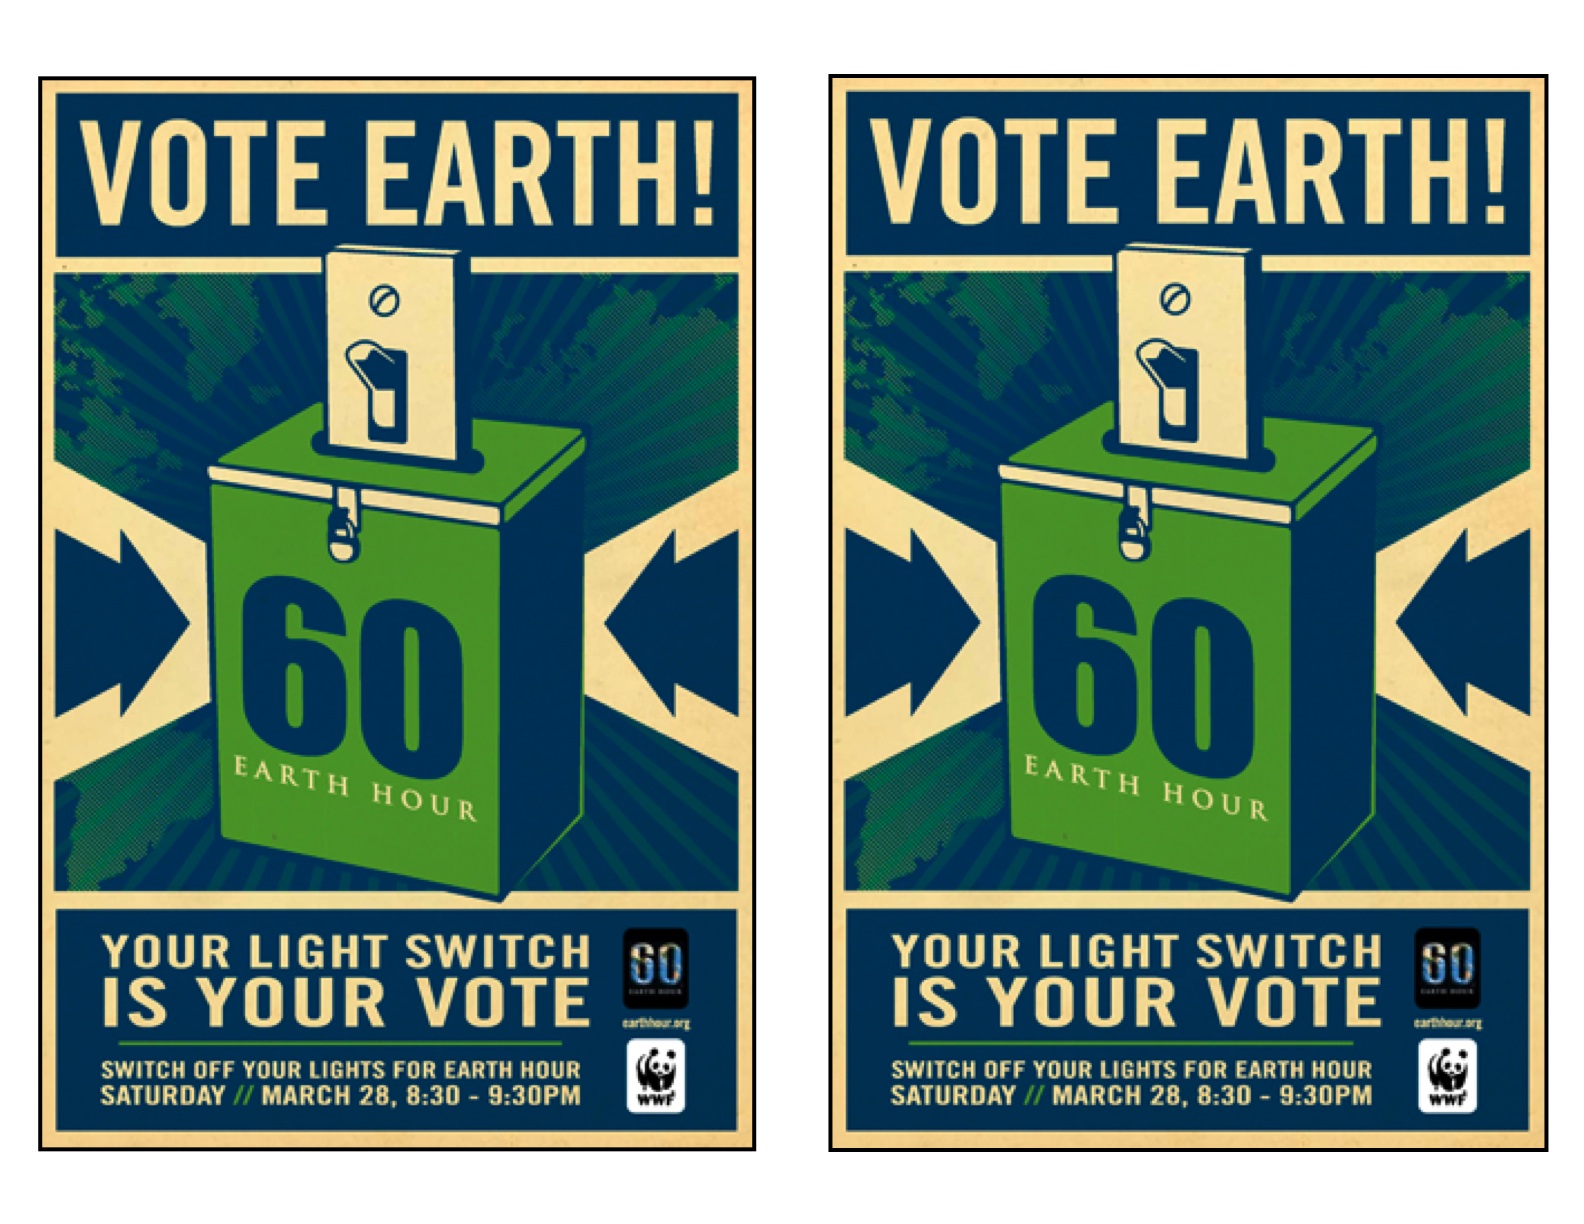 VOTE EARTH!
60
EARTH HOUR
YOUR LIGHT SWITCH
IS YOUR VOTE
SWITCH OFF YOUR LIGHTS FOR EARTH HOUR
SATURDAY // MARCH 28, 8:30 - 9:30PM
60
EARTH HOUR
earthhour.org
WWF
VOTE EARTH!
60
EARTH HOUR
YOUR LIGHT SWITCH
IS YOUR VOTE
SWITCH OFF YOUR LIGHTS FOR EARTH HOUR
SATURDAY // MARCH 28, 8:30 - 9:30PM
60
EARTH HOUR
earthhour.org
WWF